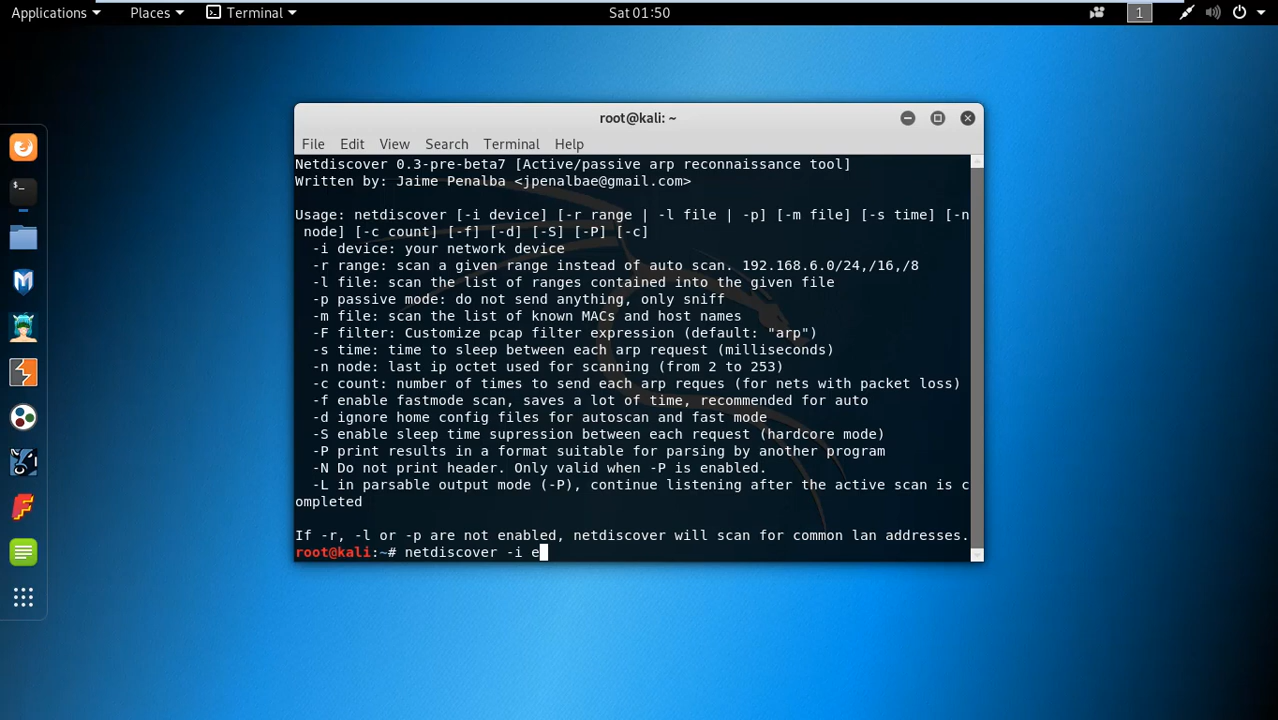 Applications Places Terminal Sat 01:50 1
root@kali: ~
File Edit View Search Terminal Help
Netdiscover 0.3-pre-beta7 [Active/passive arp reconnaissance tool]
Written by: Jaime Penalba <jpenalbae@gmail.com>
Usage: netdiscover [-i device] [-r range | -l file | -p] [-m file] [-s time] [-n
node] [-c count] [-f] [-d] [-S] [-P] [-c]
-i device: your network device
-r range: scan a given range instead of auto scan. 192.168.6.0/24,/16,/8
-l file: scan the list of ranges contained into the given file
-p passive mode: do not send anything, only sniff
-m file: scan the list of known MACs and host names
-F filter: Customize pcap filter expression (default: "arp")
-s time: time to sleep between each arp request (milliseconds)
-n node: last ip octet used for scanning (from 2 to 253)
-c count: number of times to send each arp reques (for nets with packet loss)
-f enable fastmode scan, saves a lot of time, recommended for auto
-d ignore home config files for autoscan and fast mode
-S enable sleep time supression between each request (hardcore mode)
-P print results in a format suitable for parsing by another program
-N Do not print header. Only valid when -P is enabled.
-L in parsable output mode (-P), continue listening after the active scan is c
ompleted
If -r, -l or -p are not enabled, netdiscover will scan for common lan addresses.
root@kali:~# netdiscover -i e